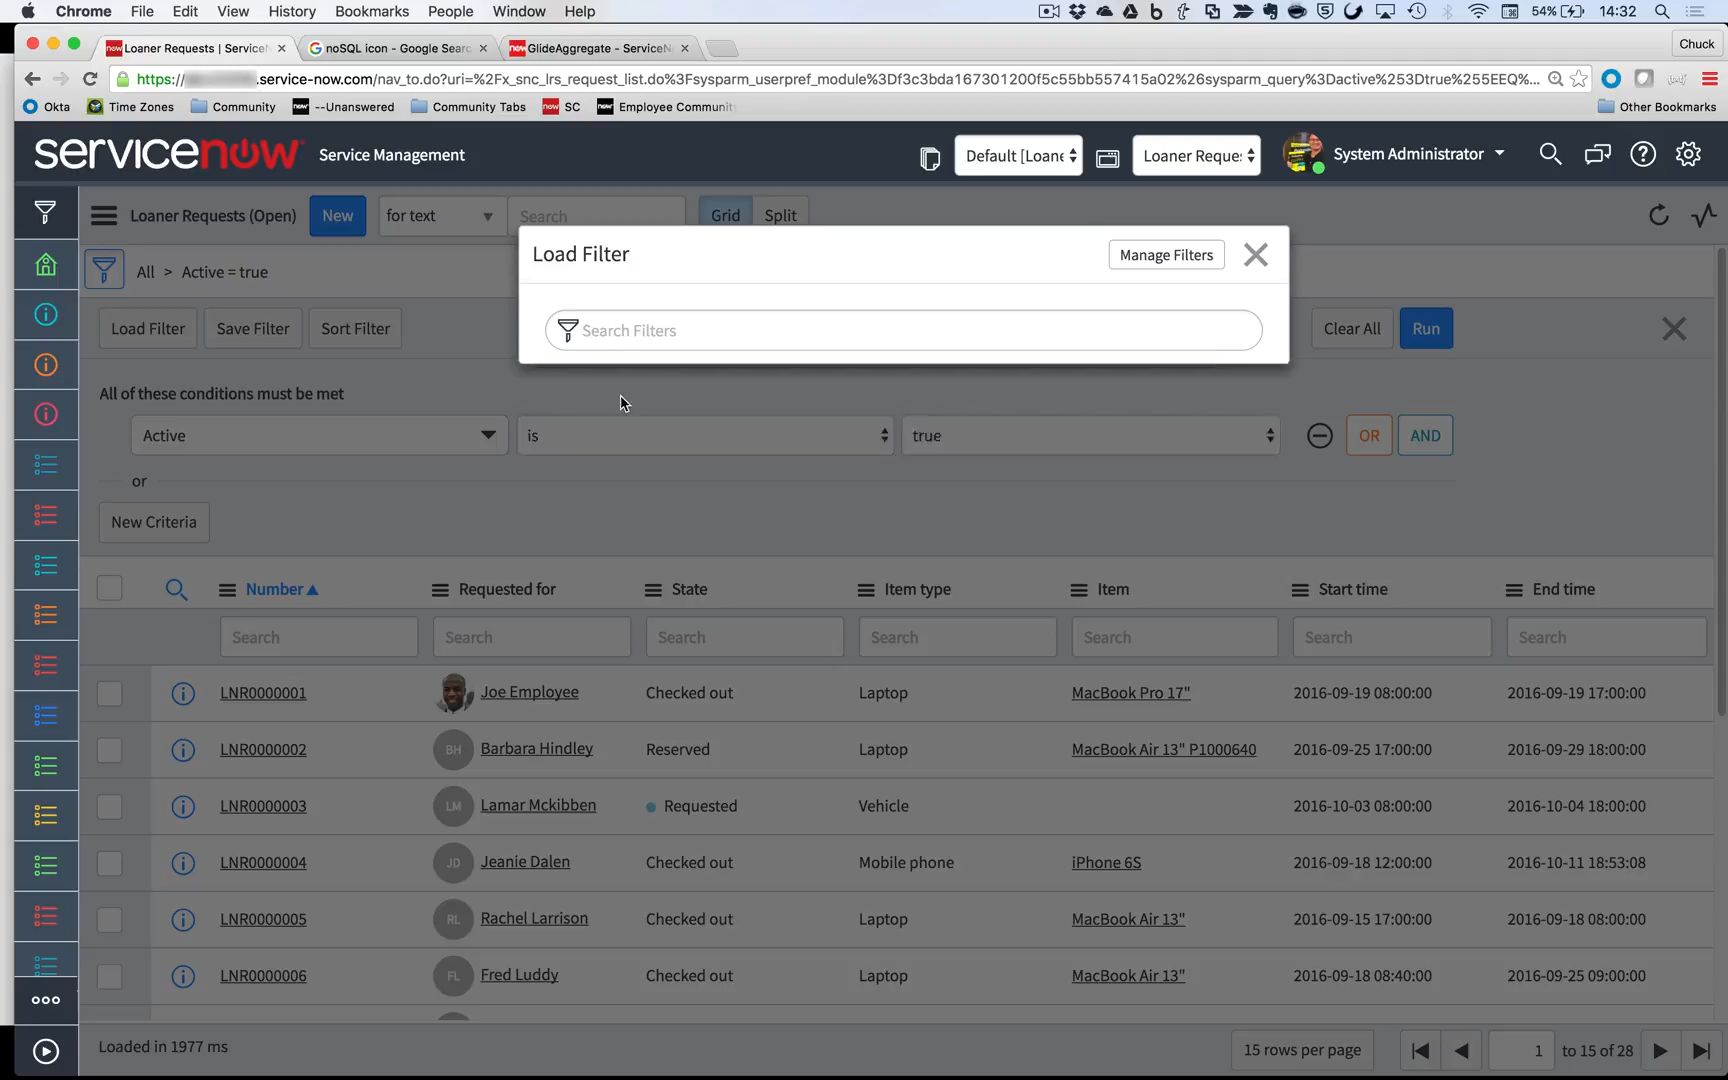 Chrome File Edit View History Bookmarks People Window Help 54% 14:32
Loaner Requests | ServiceN noSQL icon - Google Searc GlideAggregate - ServiceN Chuck
https:// .service-now.com/nav_to.do?uri=%2Fx_snc_lrs_request_list.do%3Fsysparm_userpref_module%3Df3c3bda167301200f5c55bb557415a02%26sysparm_query%3Dactive%253Dtrue%255EEQ%...
Okta Time Zones Community --Unanswered Community Tabs SC Employee Communi Other Bookmarks
servicenow Service Management Default [Loane Loaner Reque: System Administrator
Loaner Requests (Open) New for text Search Grid Split
Load Filter Manage Filters
All > Active = true
Load Filter Save Filter Sort Filter Search Filters Clear All Run
All of these conditions must be met
Active is true OR AND
or
New Criteria
Number Requested for State Item type Item Start time End time
Search Search Search Search Search Search Search
LNR0000001 Joe Employee Checked out Laptop MacBook Pro 17" 2016-09-19 08:00:00 2016-09-19 17:00:00
LNR0000002 BH Barbara Hindley Reserved Laptop MacBook Air 13" P1000640 2016-09-25 17:00:00 2016-09-29 18:00:00
LNR0000003 LM Lamar Mckibben Requested Vehicle 2016-10-03 08:00:00 2016-10-04 18:00:00
LNR0000004 JD Jeanie Dalen Checked out Mobile phone iPhone 6S 2016-09-18 12:00:00 2016-10-11 18:53:08
LNR0000005 RL Rachel Larrison Checked out Laptop MacBook Air 13" 2016-09-15 17:00:00 2016-09-18 08:00:00
LNR0000006 FL Fred Luddy Checked out Laptop MacBook Air 13" 2016-09-18 08:40:00 2016-09-25 09:00:00
Loaded in 1977 ms 15 rows per page 1 to 15 of 28